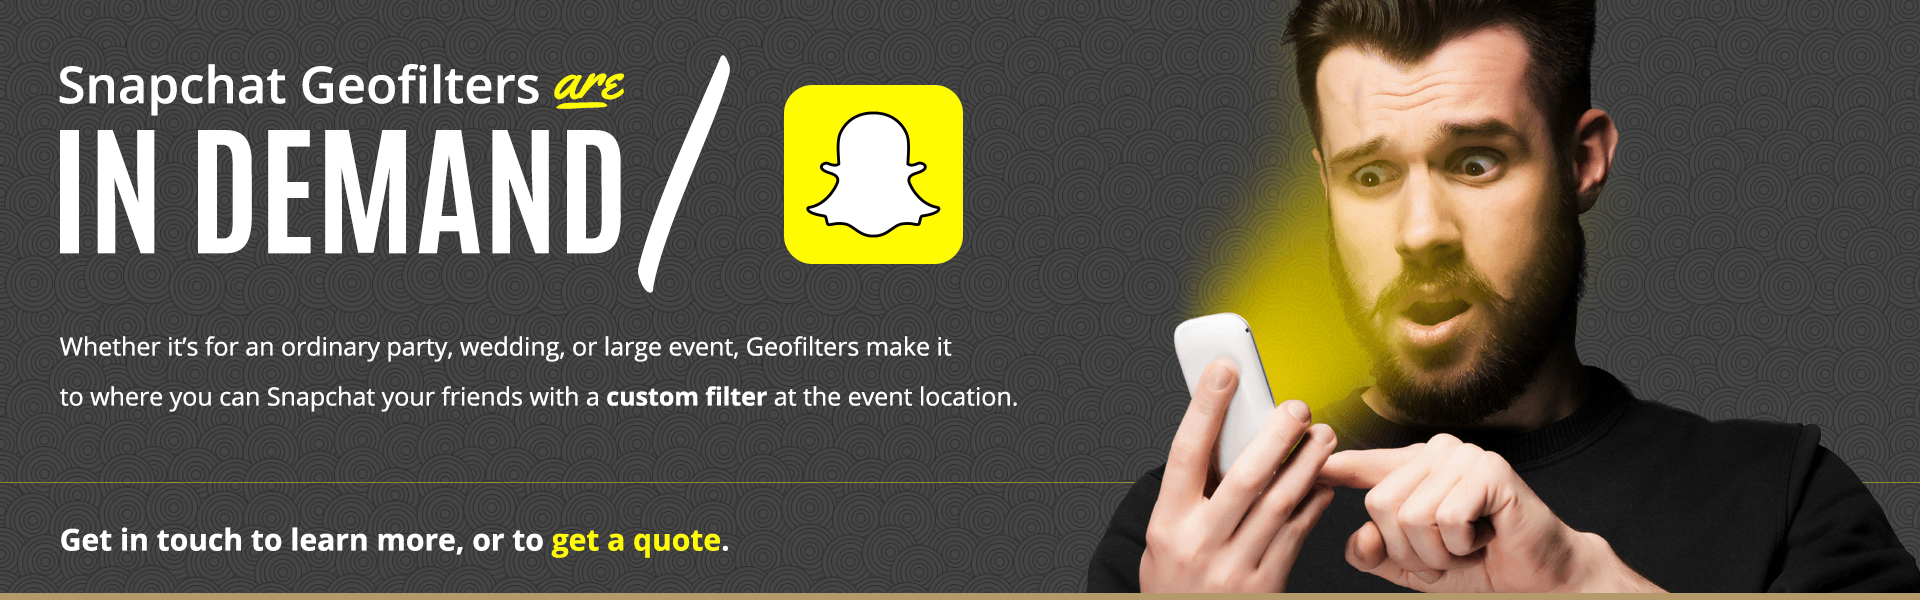 Snapchat Geofilters are
IN DEMAND/
Whether it’s for an ordinary party, wedding, or large event, Geofilters make it
to where you can Snapchat your friends with a custom filter at the event location.
Get in touch to learn more, or to get a quote.